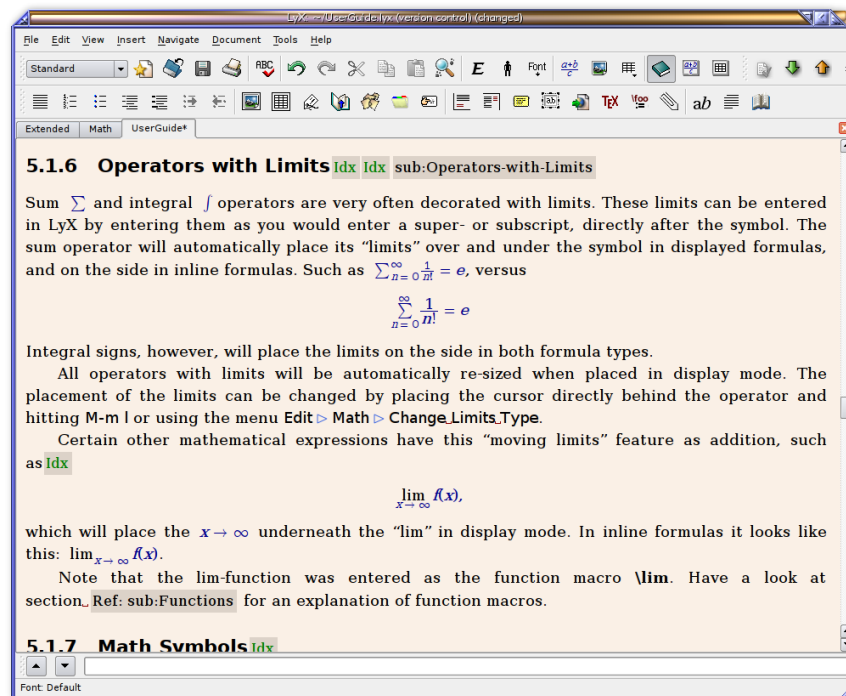 LyX: ~/UserGuide.lyx (version control) (changed)
File Edit View Insert Navigate Document Tools Help
Standard ABC E Font a+b c a+b c
TEX \foo ab
Extended Math UserGuide*
5.1.6 Operators with Limits Idx Idx sub:Operators-with-Limits
Sum ∑ and integral ∫ operators are very often decorated with limits. These limits can be entered
in LyX by entering them as you would enter a super- or subscript, directly after the symbol. The
sum operator will automatically place its “limits” over and under the symbol in displayed formulas,
and on the side in inline formulas. Such as ∑_{n=0}^{∞} 1/n! = e, versus
∑_{n=0}^{∞} 1/n! = e
Integral signs, however, will place the limits on the side in both formula types.
All operators with limits will be automatically re-sized when placed in display mode. The
placement of the limits can be changed by placing the cursor directly behind the operator and
hitting M-m l or using the menu Edit ▷ Math ▷ Change␣Limits␣Type.
Certain other mathematical expressions have this “moving limits” feature as addition, such
as Idx
lim_{x→∞} f(x),
which will place the x→∞ underneath the “lim” in display mode. In inline formulas it looks like
this: lim_{x→∞} f(x).
Note that the lim-function was entered as the function macro \lim. Have a look at
section␣Ref: sub:Functions for an explanation of function macros.
5.1.7 Math Symbols Idx
Font: Default